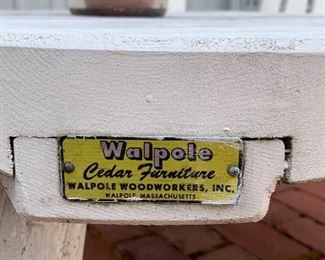 Walpole
Cedar Furniture
WALPOLE WOODWORKERS, INC.
WALPOLE MASSACHUSETTS